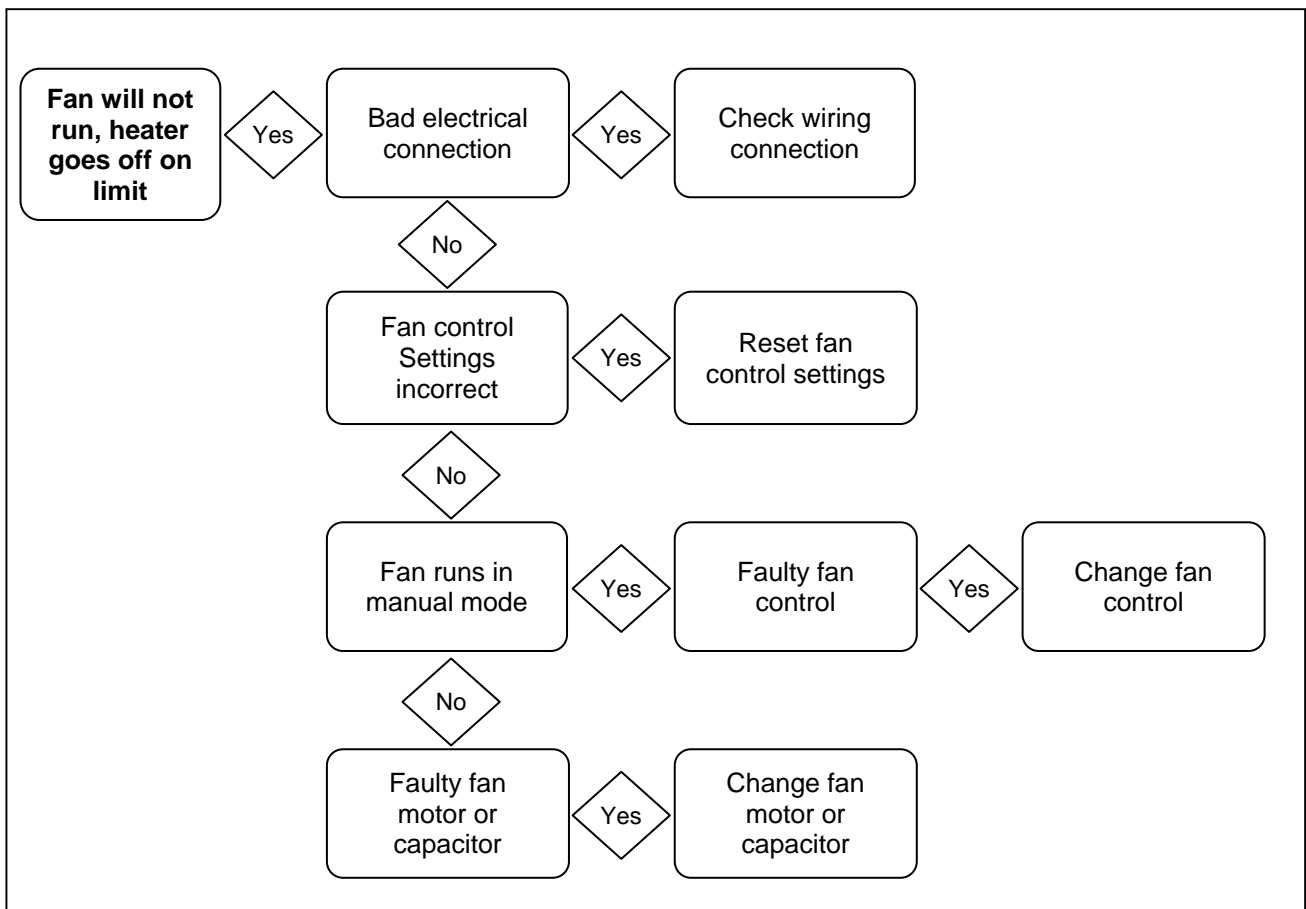 Fan will not
run, heater
goes off on
limit
Yes
Bad electrical
connection
Yes
Check wiring
connection
No
Fan control
Settings
incorrect
Yes
Reset fan
control settings
No
Fan runs in
manual mode
Yes
Faulty fan
control
Yes
Change fan
control
No
Faulty fan
motor or
capacitor
Yes
Change fan
motor or
capacitor